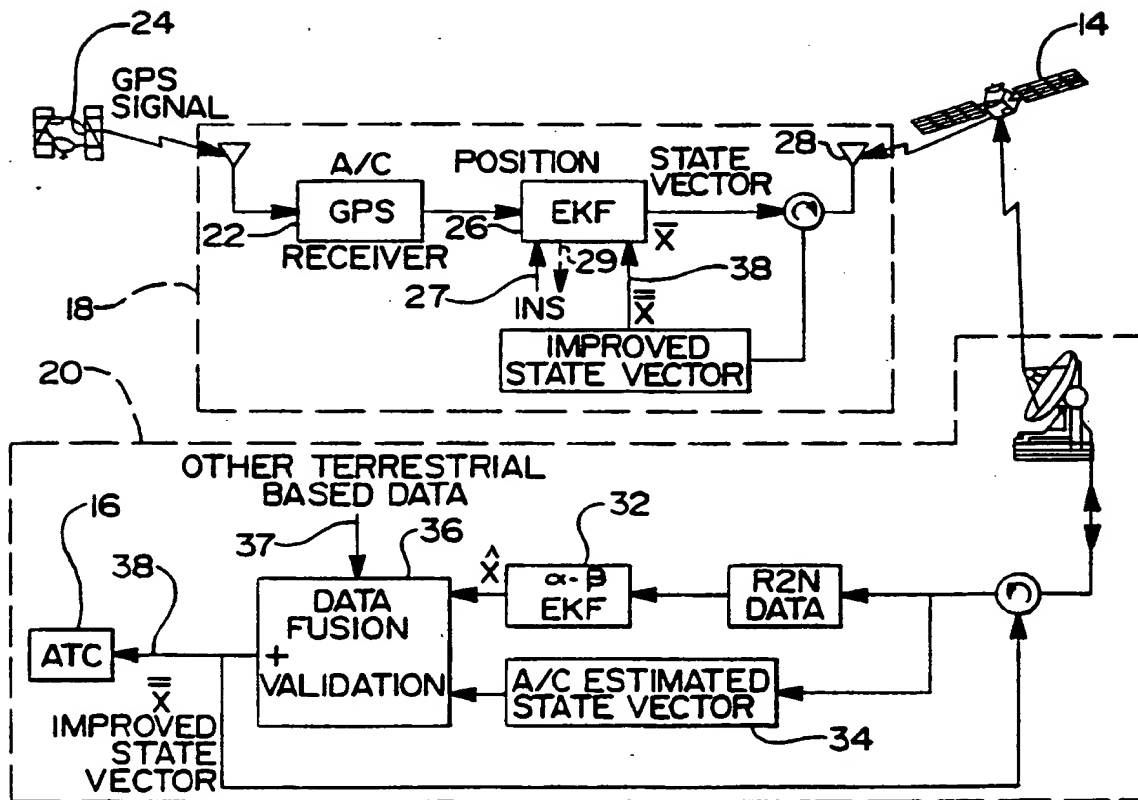 24
GPS
SIGNAL
14
28
A/C
POSITION
STATE
VECTOR
GPS
EKF
22
26
X̅
RECEIVER
29
38
27
INS
X̿
18
IMPROVED
STATE VECTOR
20
OTHER TERRESTRIAL
BASED DATA
16
37
36
32
38
X̂
α-β
EKF
R2N
DATA
DATA
FUSION
+
VALIDATION
ATC
A/C ESTIMATED
STATE VECTOR
34
X̿
IMPROVED
STATE
VECTOR